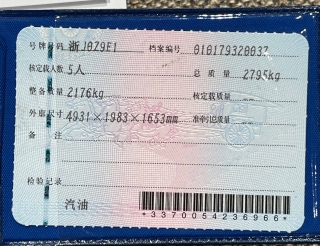 号牌号码 浙J079E1 档案编号 010179320037
核定载人数 5人 总质量 2795kg
整备质量 2176kg 核定载质量 --
外廓尺寸 4931×1983×1653mm 准牵引总质量 --
备注
检验记录
汽油
*3370054236966*